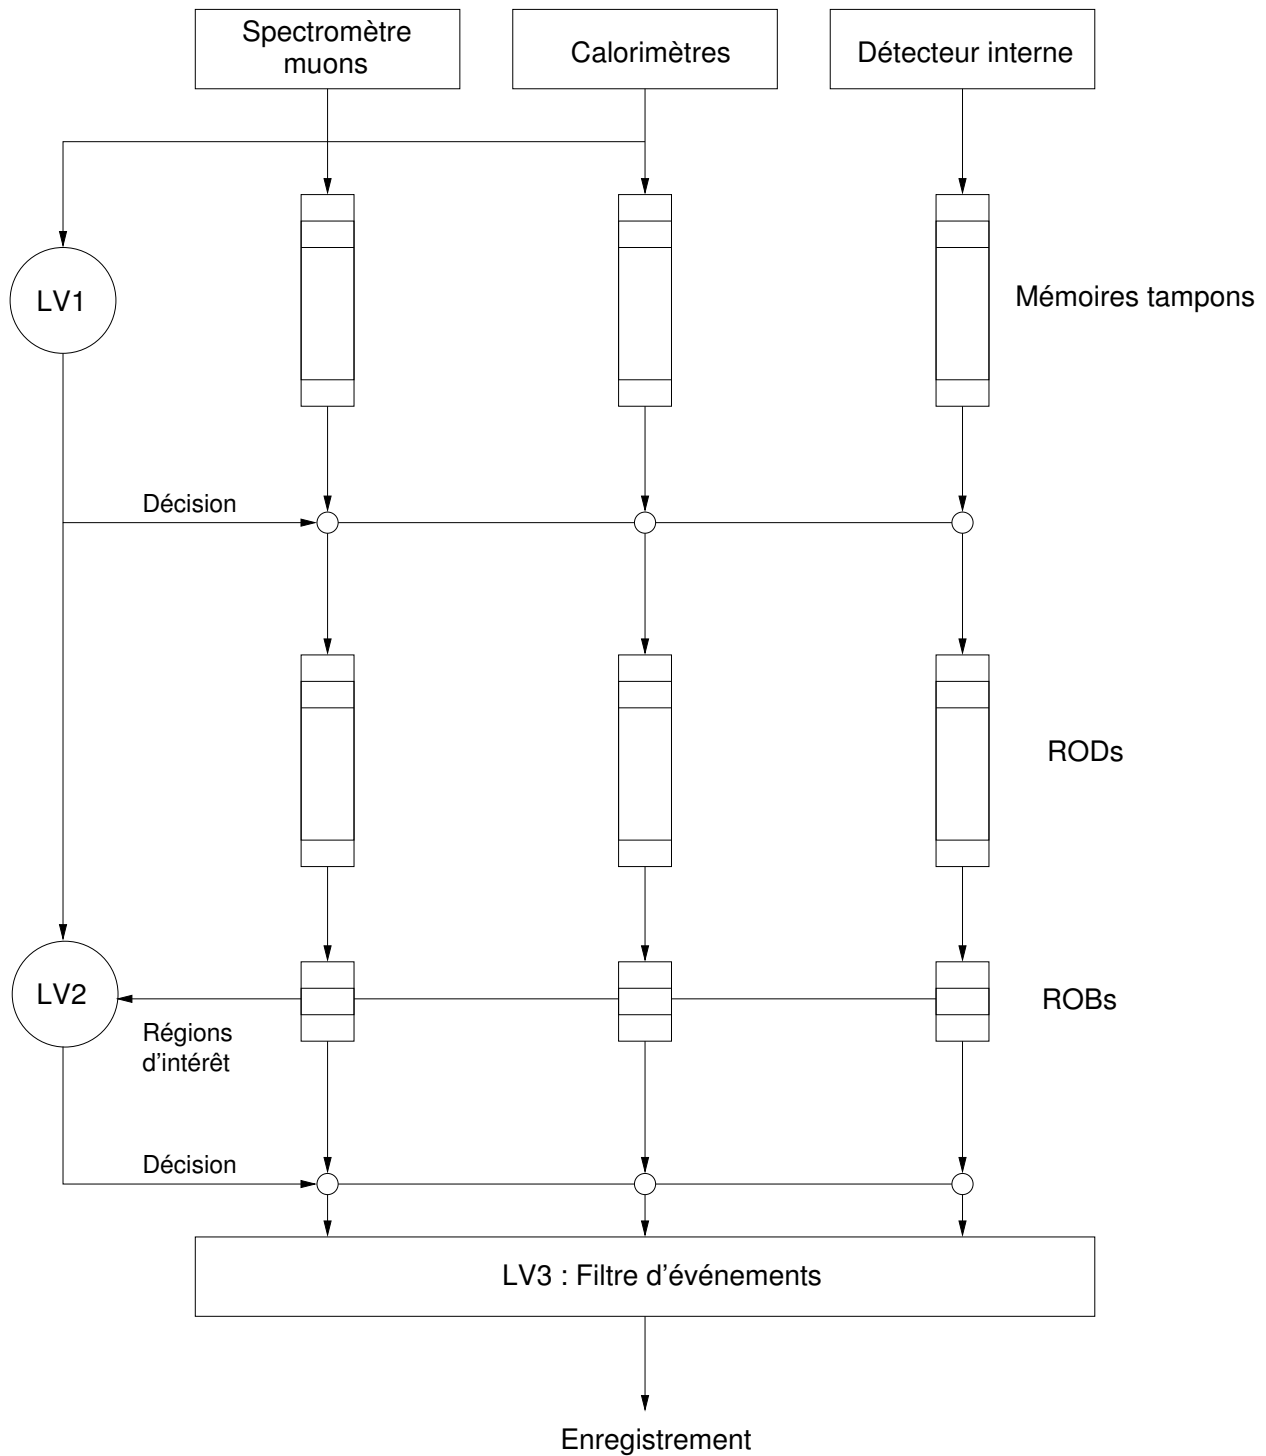 Spectromètre
muons
Calorimètres
Détecteur interne
LV1
Mémoires tampons
Décision
RODs
LV2
ROBs
Régions
d'intérêt
Décision
LV3 : Filtre d'événements
Enregistrement